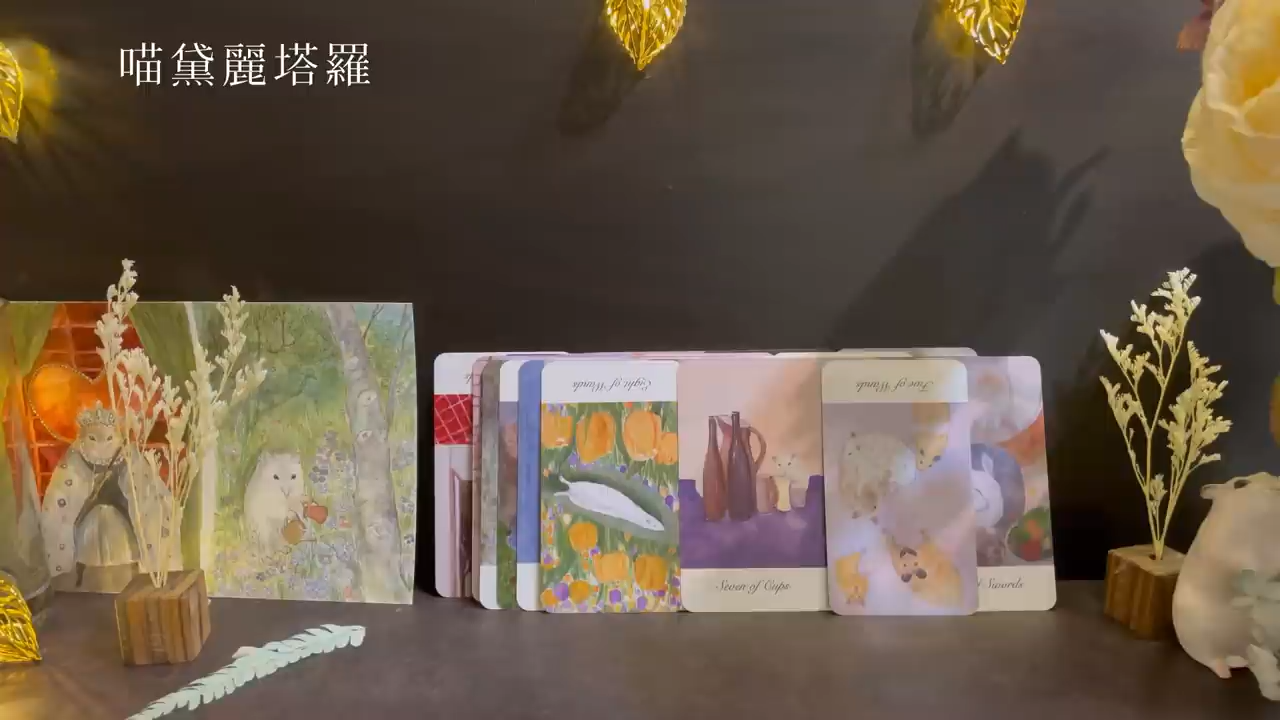 喵黛麗塔羅
Eight of Wands
Five of Wands
Seven of Cups
f Swords